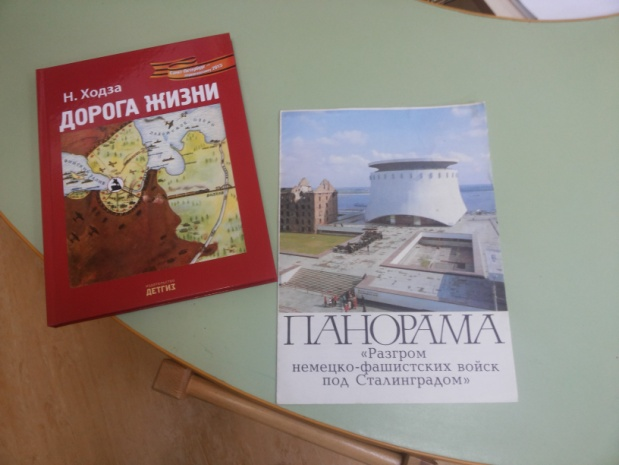 Н. Ходза
ДОРОГА ЖИЗНИ
ДЕТГИЗ
ПАНОРАМА
«Разгром
немецко-фашистских войск
под Сталинградом»